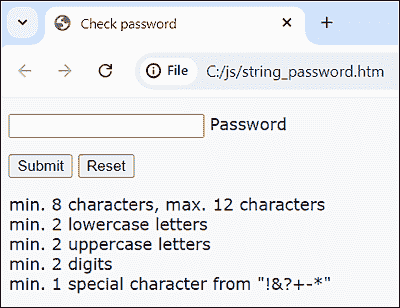 Check password
File C:/js/string_password.htm
Password
Submit Reset
min. 8 characters, max. 12 characters
min. 2 lowercase letters
min. 2 uppercase letters
min. 2 digits
min. 1 special character from "!&?+-*"